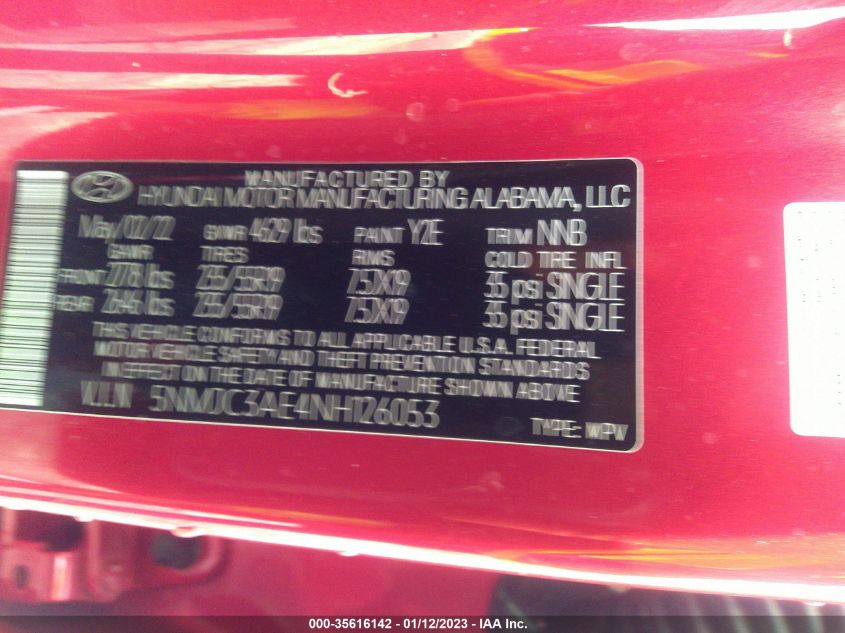 MANUFACTURED BY
HYUNDAI MOTOR MANUFACTURING ALABAMA, LLC
May/02/22 GVWR 4629 lbs PAINT Y2E TRIM NNB
GAWR TIRES RIMS COLD TIRE INFL
FRONT 2778 lbs 235/55R19 7.5X19 35 psi SINGLE
REAR 2646 lbs 235/55R19 7.5X19 35 psi SINGLE
THIS VEHICLE CONFORMS TO ALL APPLICABLE U.S.A. FEDERAL
MOTOR VEHICLE SAFETY AND THEFT PREVENTION STANDARDS
IN EFFECT ON THE DATE OF MANUFACTURE SHOWN ABOVE
V.I.N 5NMJC3AE4NH126053
TYPE: MPV
000-35616142 - 01/12/2023 - IAA Inc.